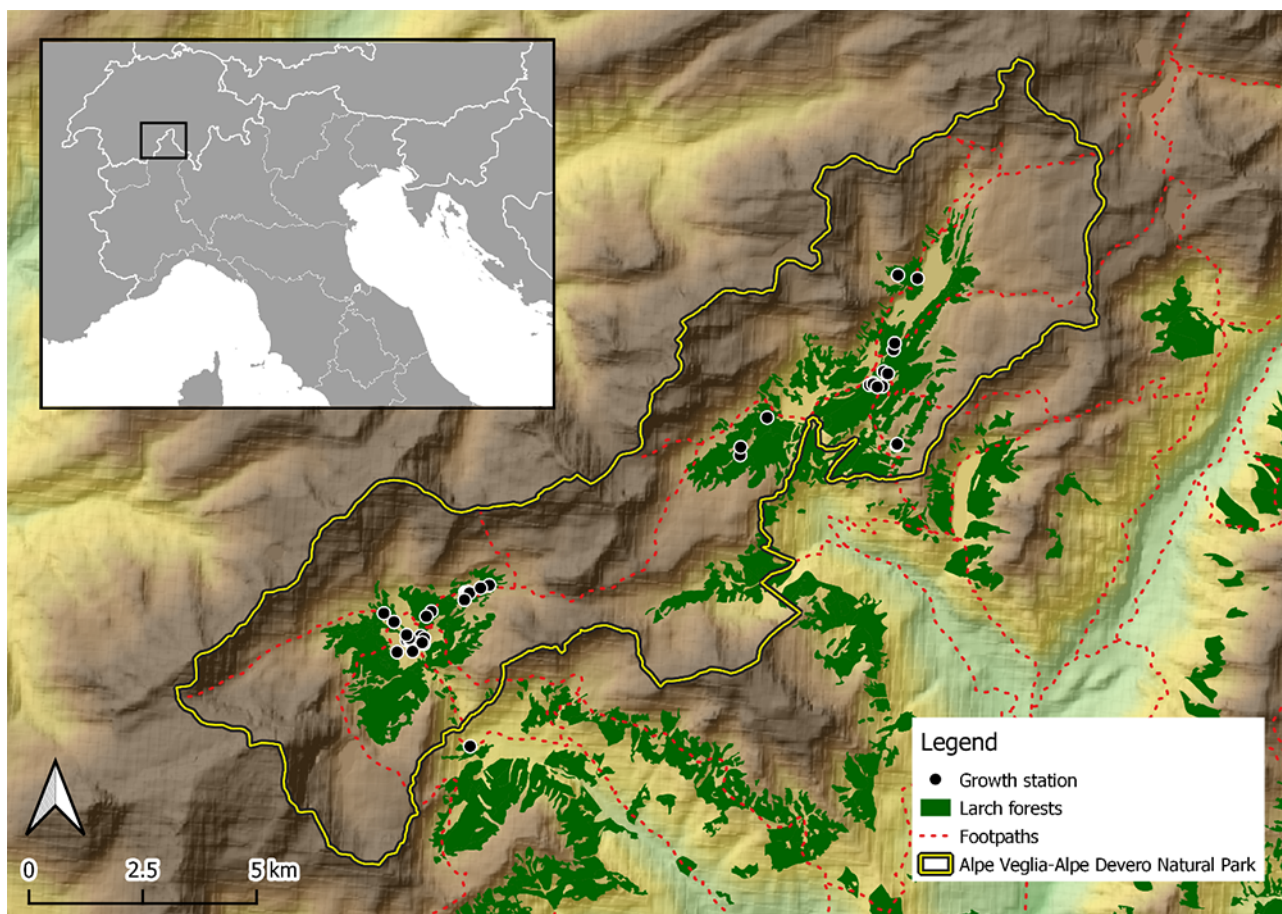 Legend
Growth station
Larch forests
Footpaths
Alpe Veglia-Alpe Devero Natural Park
0 2.5 5 km